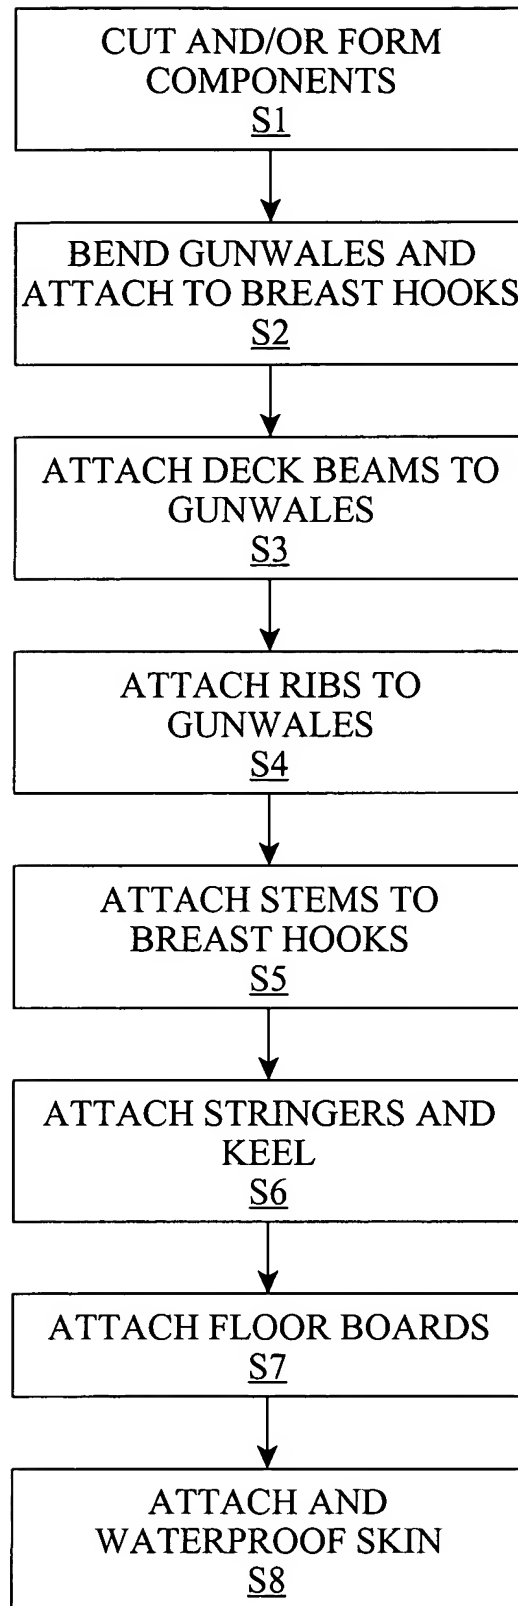 CUT AND/OR FORM
COMPONENTS
S1
BEND GUNWALES AND
ATTACH TO BREAST HOOKS
S2
ATTACH DECK BEAMS TO
GUNWALES
S3
ATTACH RIBS TO
GUNWALES
S4
ATTACH STEMS TO
BREAST HOOKS
S5
ATTACH STRINGERS AND
KEEL
S6
ATTACH FLOOR BOARDS
S7
ATTACH AND
WATERPROOF SKIN
S8